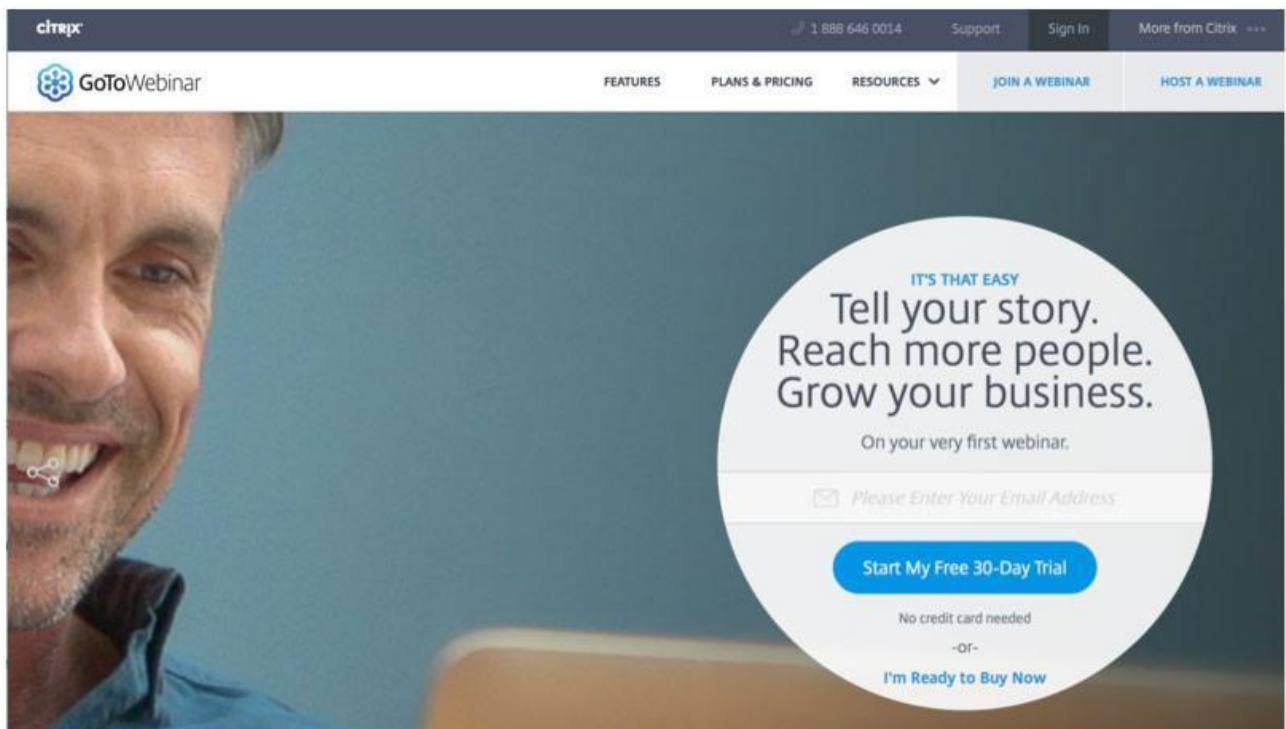 CİTRIX
1 888 646 0014
Support
Sign In
More from Citrix
GoToWebinar
FEATURES
PLANS & PRICING
RESOURCES
JOIN A WEBINAR
HOST A WEBINAR
IT'S THAT EASY
Tell your story.
Reach more people.
Grow your business.
On your very first webinar.
Please Enter Your Email Address
Start My Free 30-Day Trial
No credit card needed
-or-
I'm Ready to Buy Now